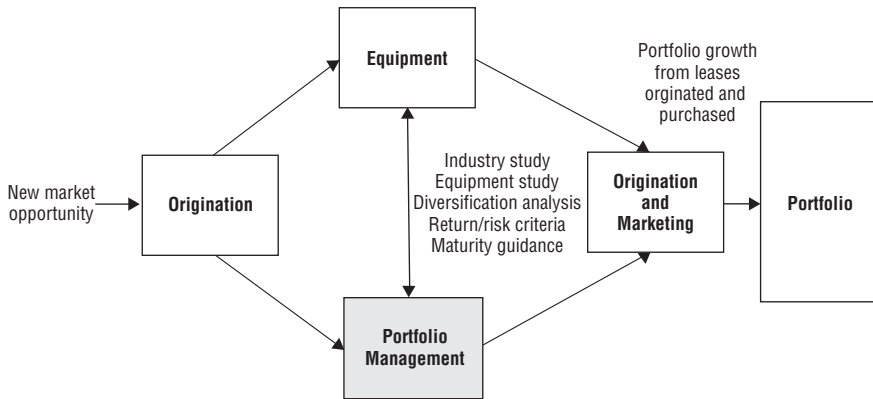 Equipment
Portfolio growth
from leases
orginated and
purchased
New market
opportunity
Origination
Industry study
Equipment study
Diversification analysis
Return/risk criteria
Maturity guidance
Origination
and
Marketing
Portfolio
Portfolio
Management